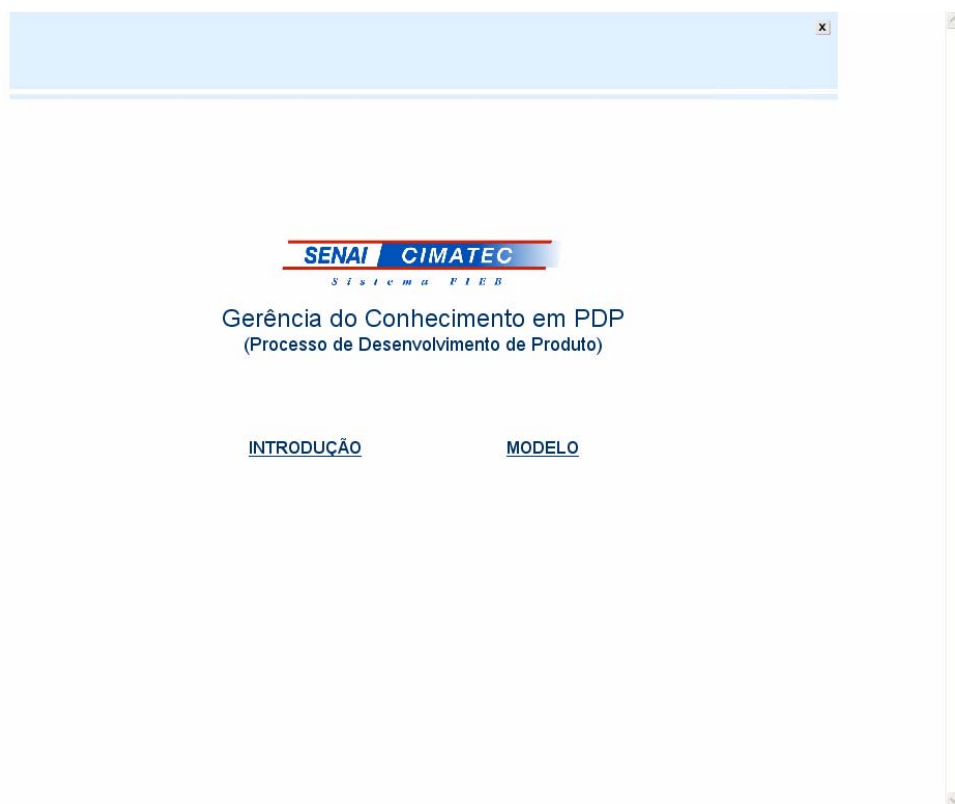 x
SENAI CIMATEC
Sistema FIEB
Gerência do Conhecimento em PDP
(Processo de Desenvolvimento de Produto)
INTRODUÇÃO MODELO